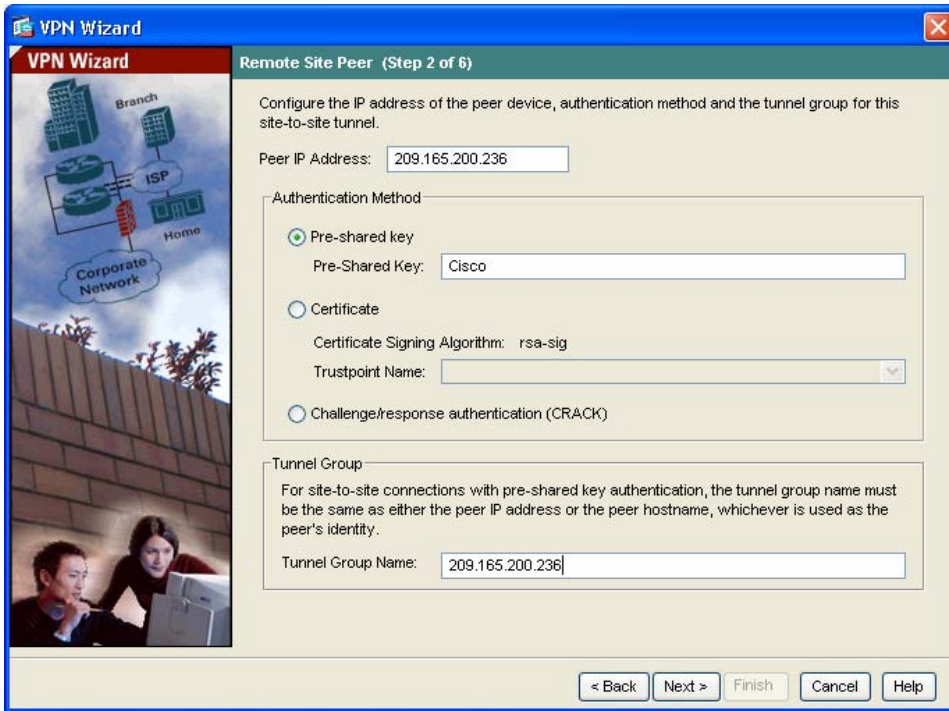 VPN Wizard
VPN Wizard
Branch
ISP
Home
Corporate
Network
Remote Site Peer (Step 2 of 6)
Configure the IP address of the peer device, authentication method and the tunnel group for this
site-to-site tunnel.
Peer IP Address: 209.165.200.236
Authentication Method
Pre-shared key
Pre-Shared Key: Cisco
Certificate
Certificate Signing Algorithm: rsa-sig
Trustpoint Name:
Challenge/response authentication (CRACK)
Tunnel Group
For site-to-site connections with pre-shared key authentication, the tunnel group name must
be the same as either the peer IP address or the peer hostname, whichever is used as the
peer's identity.
Tunnel Group Name: 209.165.200.236
< Back Next > Finish Cancel Help